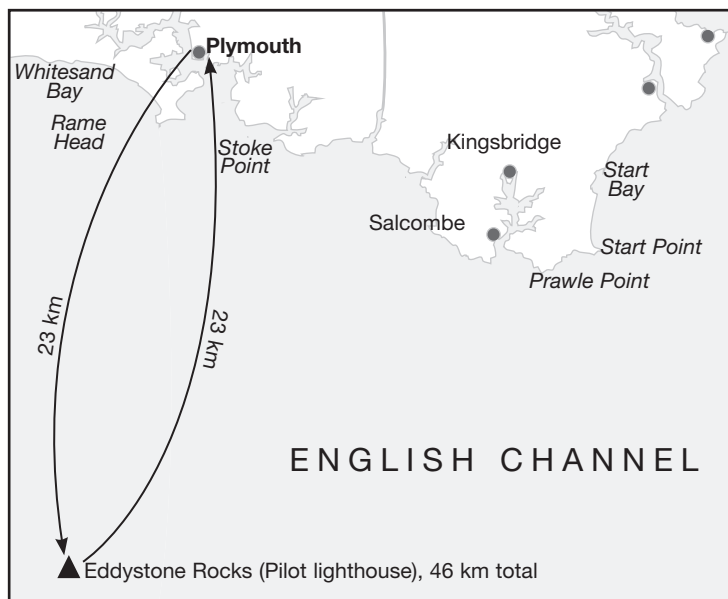 Plymouth
Whitesand
Bay
Rame
Head
Stoke
Point
Kingsbridge
Start
Bay
Salcombe
Start Point
Prawle Point
23 km
23 km
ENGLISH CHANNEL
Eddystone Rocks (Pilot lighthouse), 46 km total